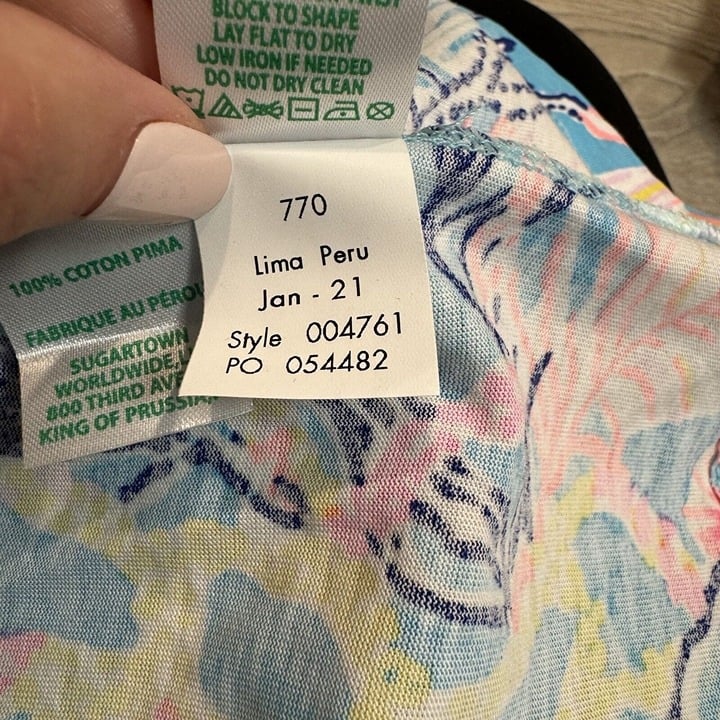 BLOCK TO SHAPE
LAY FLAT TO DRY
LOW IRON IF NEEDED
DO NOT DRY CLEAN
770
Lima Peru
Jan - 21
Style 004761
PO 054482
100% COTON PIMA
FABRIQUE AU PÉROU
SUGARTOWN
WORLDWIDE
800 THIRD AVE
KING OF PRUSSIA